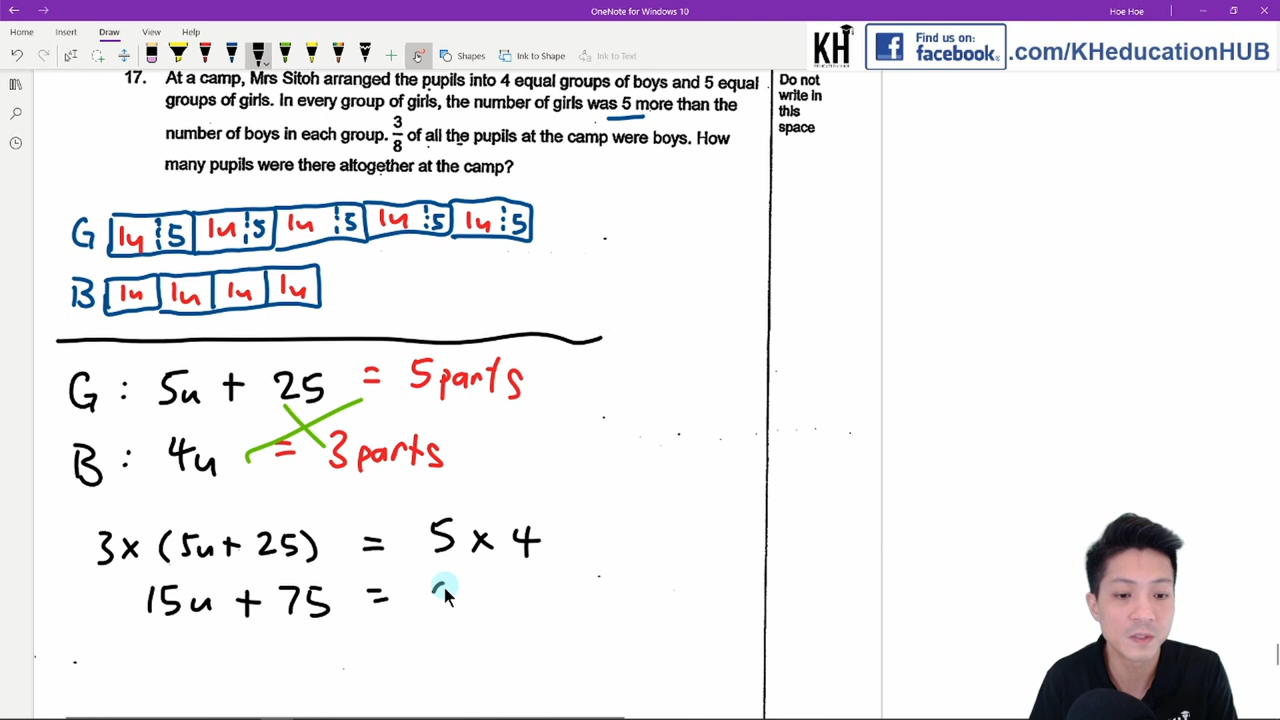 OneNote for Windows 10
Hoe Hoe
Home Insert Draw View Help
Shapes Ink to Shape Ink to Text
KH
Find us on:
facebook
.com/KHeducationHUB
17. At a camp, Mrs Sitoh arranged the pupils into 4 equal groups of boys and 5 equal
groups of girls. In every group of girls, the number of girls was 5 more than the
number of boys in each group. 3/8 of all the pupils at the camp were boys. How
many pupils were there altogether at the camp?
Do not
write in
this
space
G 1u 5 1u 5 1u 5 1u 5 1u 5
B 1u 1u 1u 1u
G : 5u + 25 = 5 parts
B : 4u = 3 parts
3 × (5u + 25) = 5 × 4
15u + 75 =